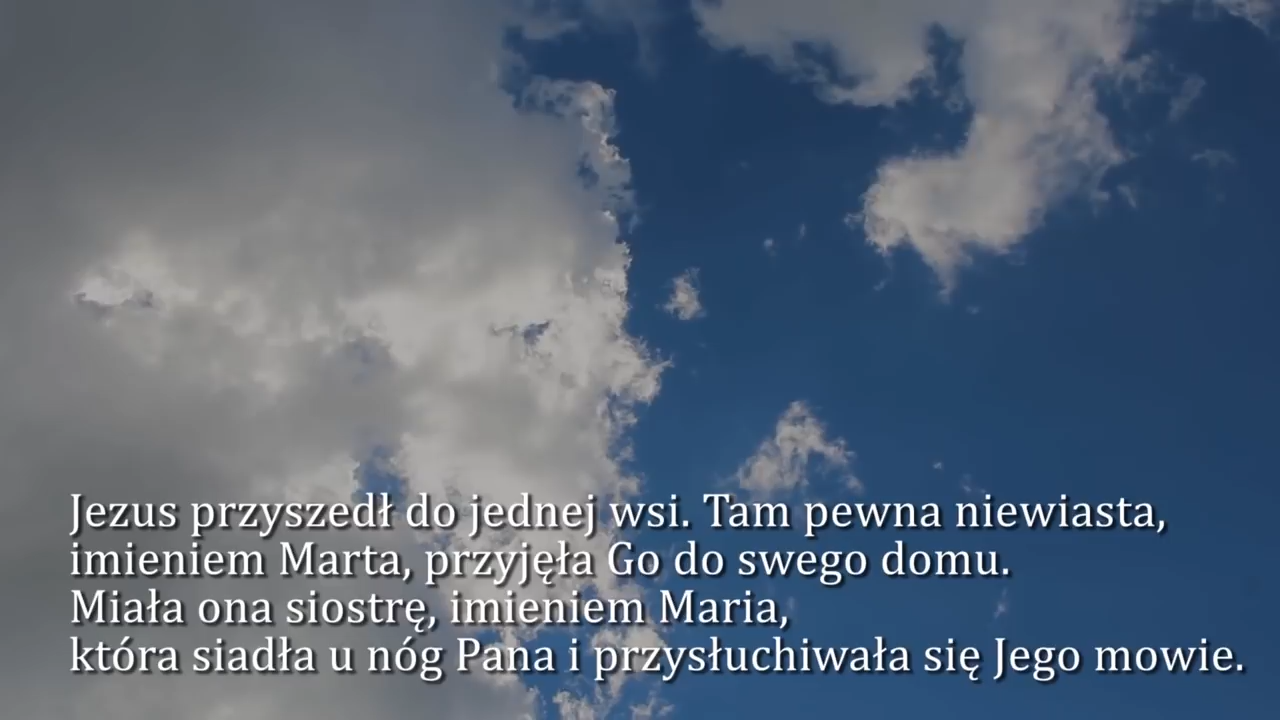 Jezus przyszedł do jednej wsi. Tam pewna niewiasta,
imieniem Marta, przyjęła Go do swego domu.
Miała ona siostrę, imieniem Maria,
która siadła u nóg Pana i przysłuchiwała się Jego mowie.